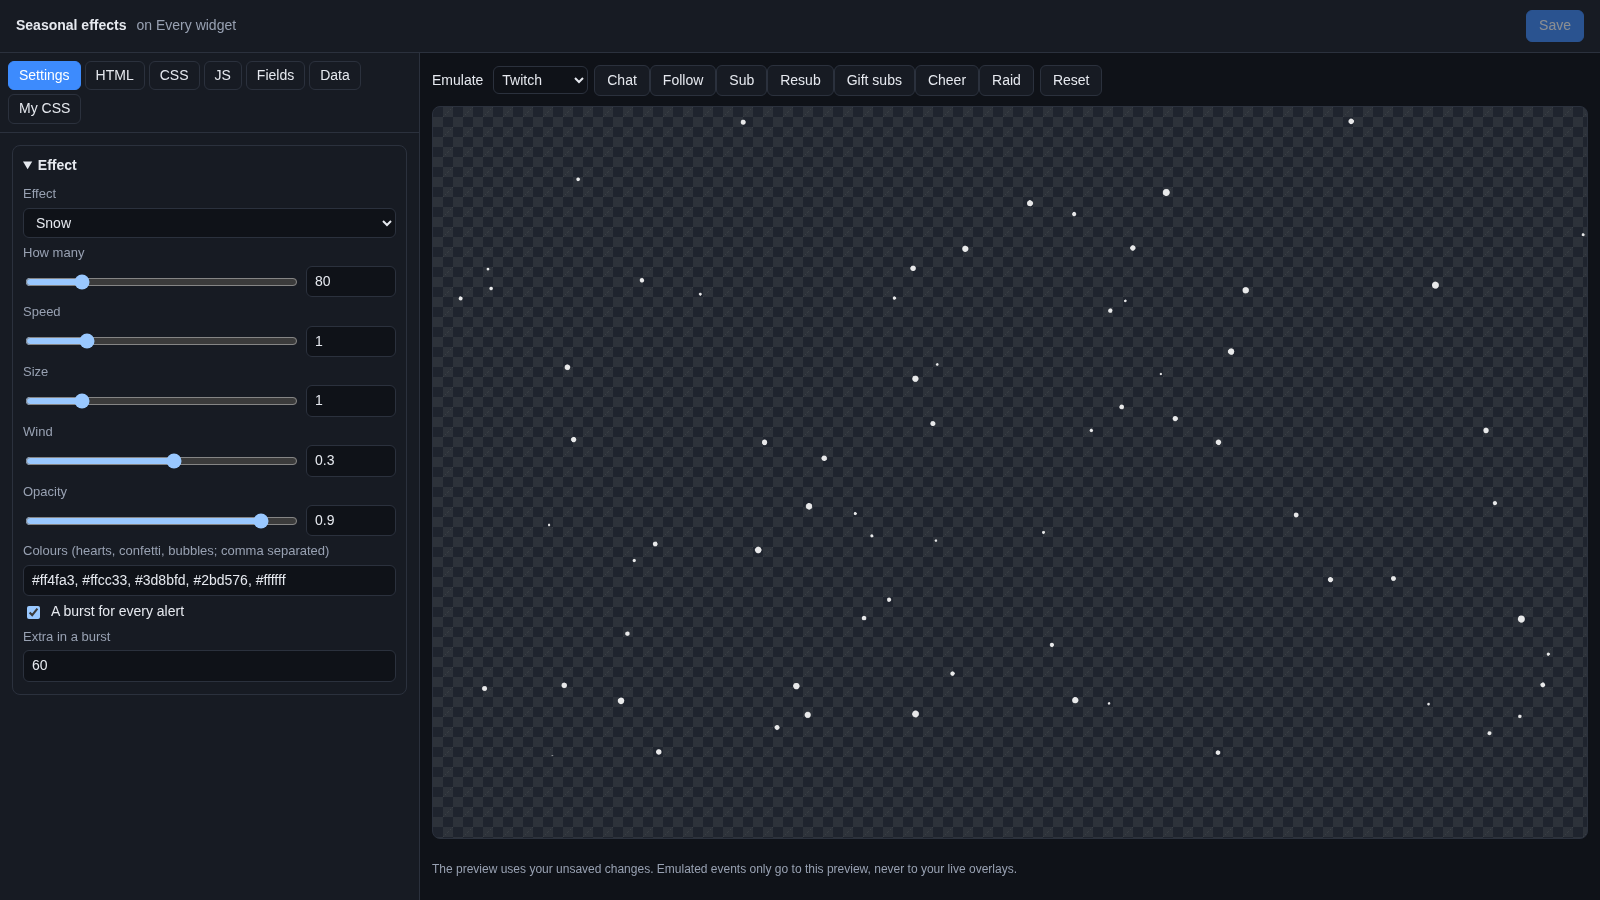 Seasonal effects on Every widget
Save
Settings HTML CSS JS Fields Data
My CSS
Emulate Twitch Chat Follow Sub Resub Gift subs Cheer Raid Reset
Effect
Effect
Snow
How many
80
Speed
1
Size
1
Wind
0.3
Opacity
0.9
Colours (hearts, confetti, bubbles; comma separated)
#ff4fa3, #ffcc33, #3d8bfd, #2bd576, #ffffff
A burst for every alert
Extra in a burst
60
The preview uses your unsaved changes. Emulated events only go to this preview, never to your live overlays.